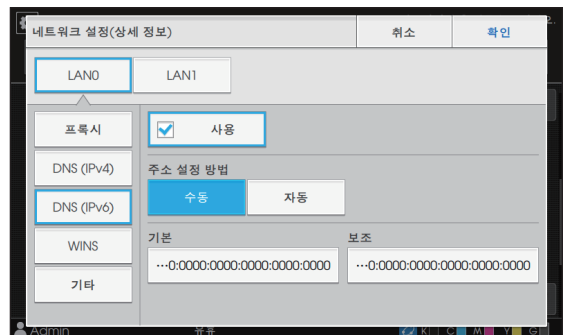 네트워크 설정(상세 정보)
취소
확인
LAN0
LAN1
프록시
사용
DNS (IPv4)
주소 설정 방법
수동
자동
DNS (IPv6)
WINS
기본
보조
…0:0000:0000:0000:0000:0000
…0:0000:0000:0000:0000:0000
기타
Admin
유휴
K C M Y G